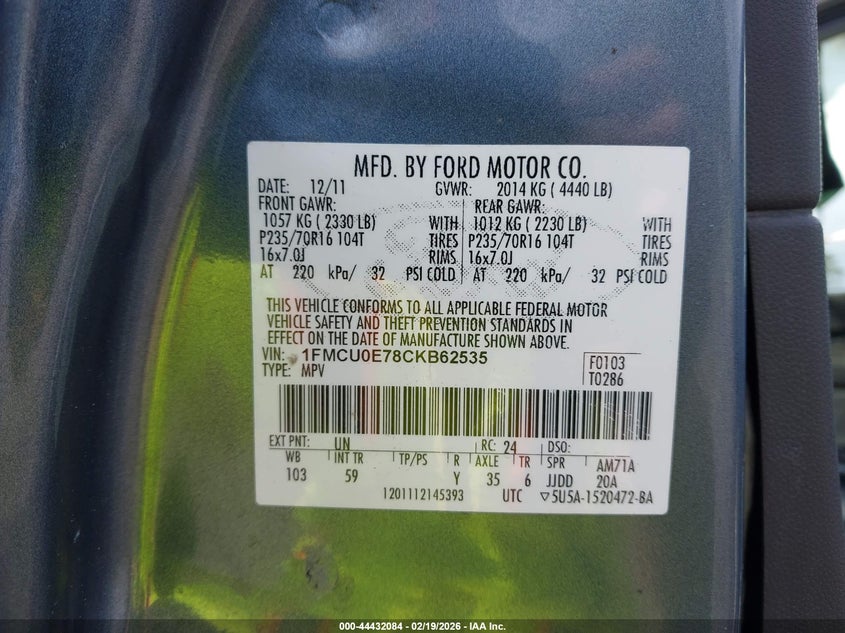 MFD. BY FORD MOTOR CO.
DATE: 12/11 GVWR: 2014 KG ( 4440 LB)
FRONT GAWR: REAR GAWR:
1057 KG ( 2330 LB) WITH 1012 KG ( 2230 LB) WITH
P235/70R16 104T TIRES P235/70R16 104T TIRES
16x7.0J RIMS 16x7.0J RIMS
AT 220 kPa/ 32 PSI COLD AT 220 kPa/ 32 PSI COLD
THIS VEHICLE CONFORMS TO ALL APPLICABLE FEDERAL MOTOR
VEHICLE SAFETY AND THEFT PREVENTION STANDARDS IN
EFFECT ON THE DATE OF MANUFACTURE SHOWN ABOVE.
VIN: 1FMCU0E78CKB62535 F0103
TYPE: MPV T0286
EXT PNT: UN RC: 24 DSO:
WB INT TR TP/PS R AXLE TR SPR AM71A
103 59 Y 35 6 JJDD 20A
1201112145393 UTC ▽5U5A-1520472-BA
000-44432084 - 02/19/2026 - IAA Inc.